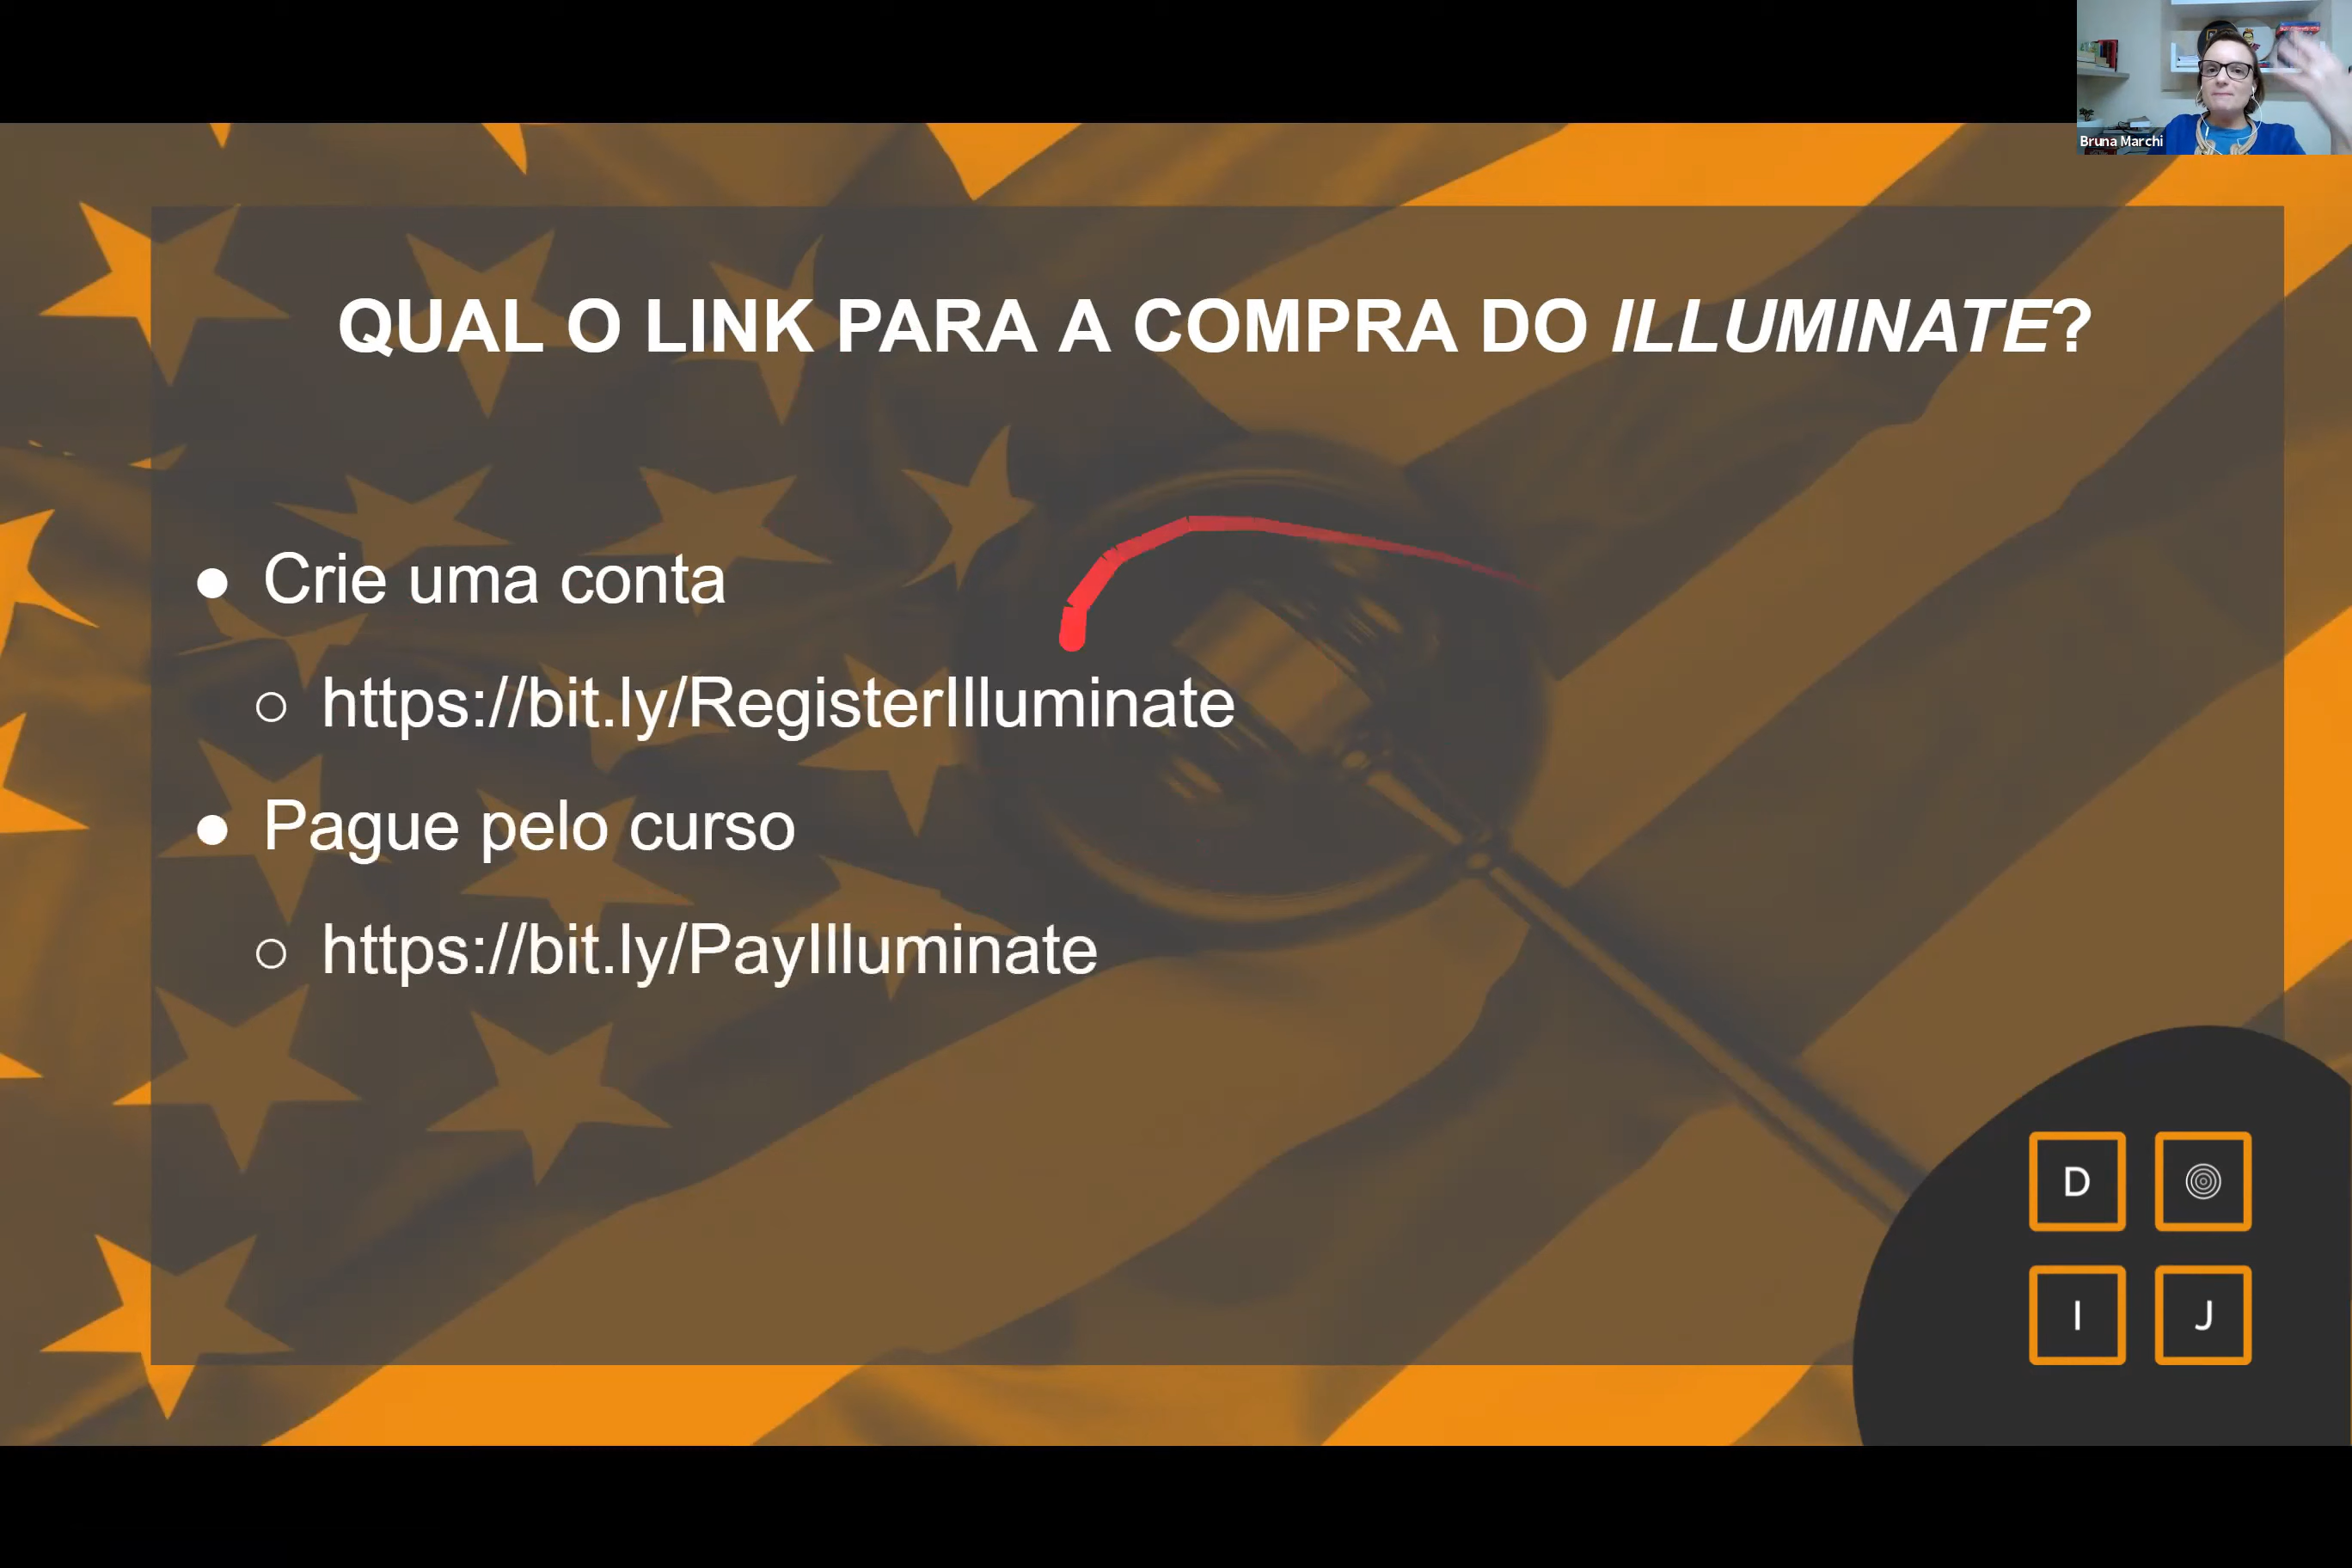 Bruna Marchi
QUAL O LINK PARA A COMPRA DO ILLUMINATE?
● Crie uma conta
○ https://bit.ly/RegisterIlluminate
● Pague pelo curso
○ https://bit.ly/PayIlluminate
D
I J